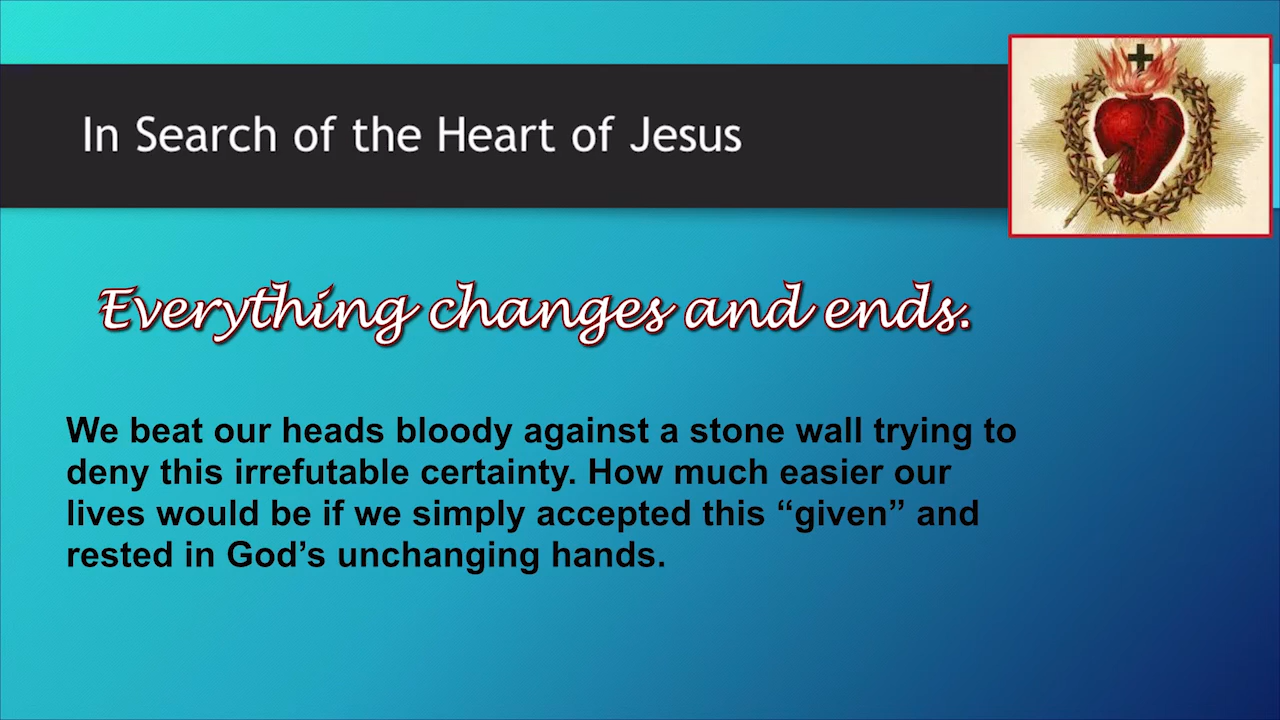 In Search of the Heart of Jesus
Everything changes and ends.
We beat our heads bloody against a stone wall trying to
deny this irrefutable certainty. How much easier our
lives would be if we simply accepted this “given” and
rested in God’s unchanging hands.